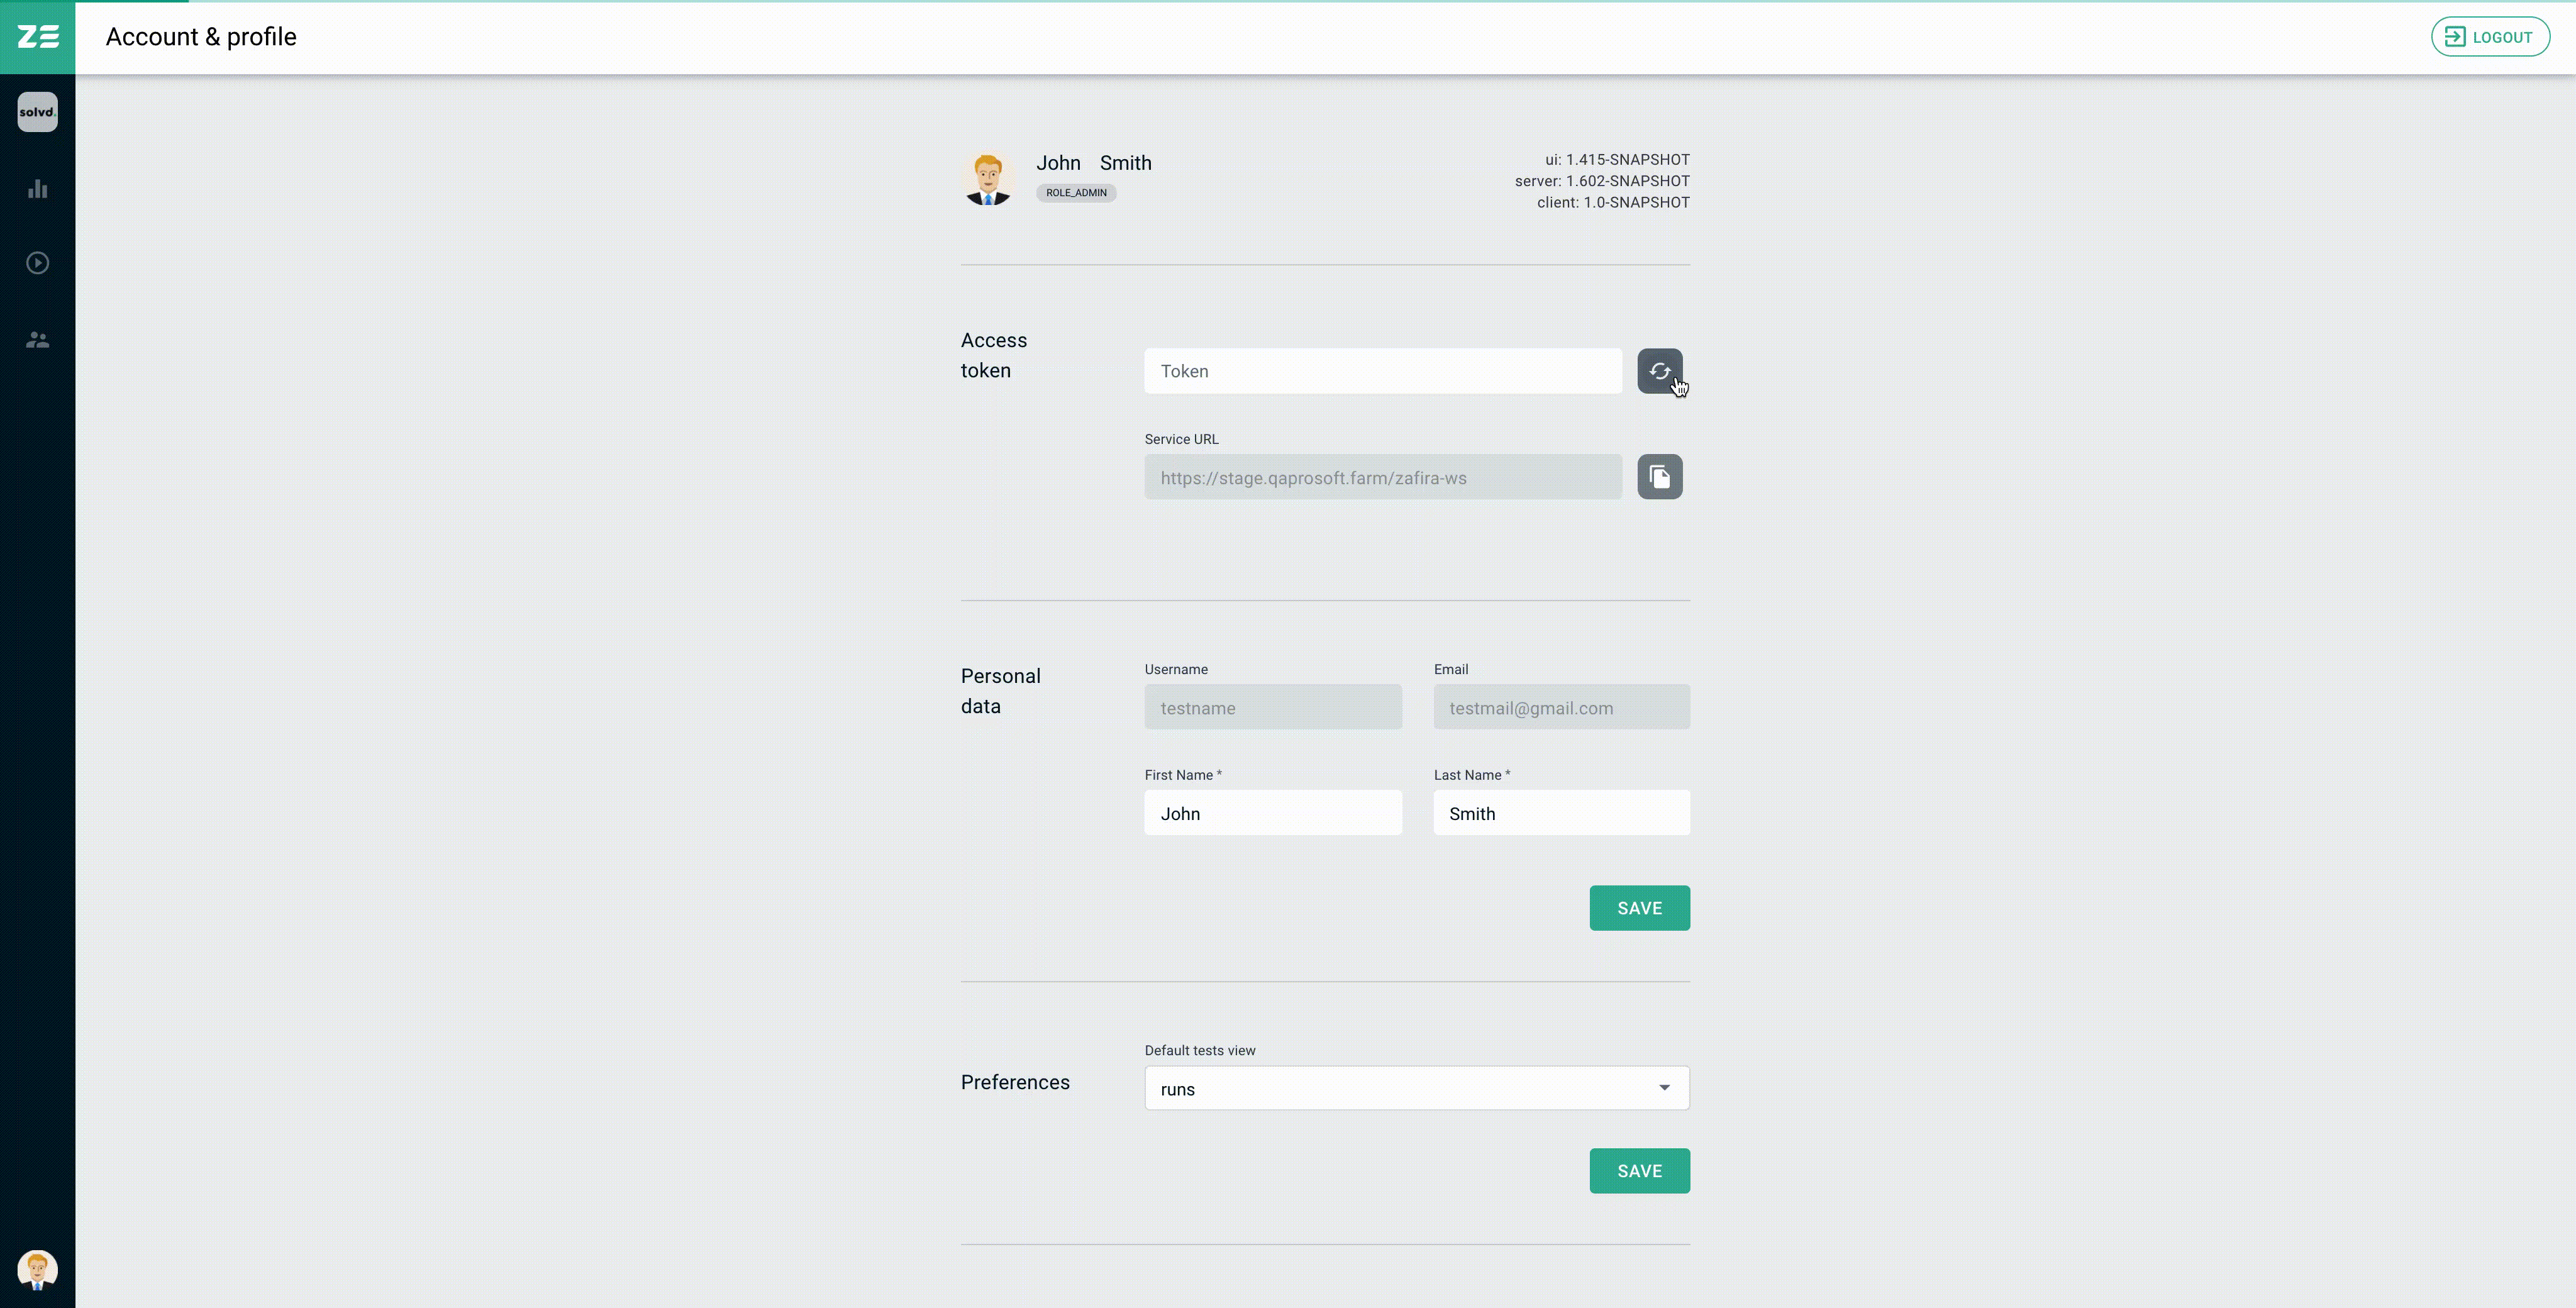 ZE
Account & profile
LOGOUT
solvd.
John Smith
ROLE_ADMIN
ui: 1.415-SNAPSHOT
server: 1.602-SNAPSHOT
client: 1.0-SNAPSHOT
Access
token
Token
Service URL
https://stage.qaprosoft.farm/zafira-ws
Personal
data
Username
Email
testname
testmail@gmail.com
First Name *
Last Name *
John
Smith
SAVE
Preferences
Default tests view
runs
SAVE